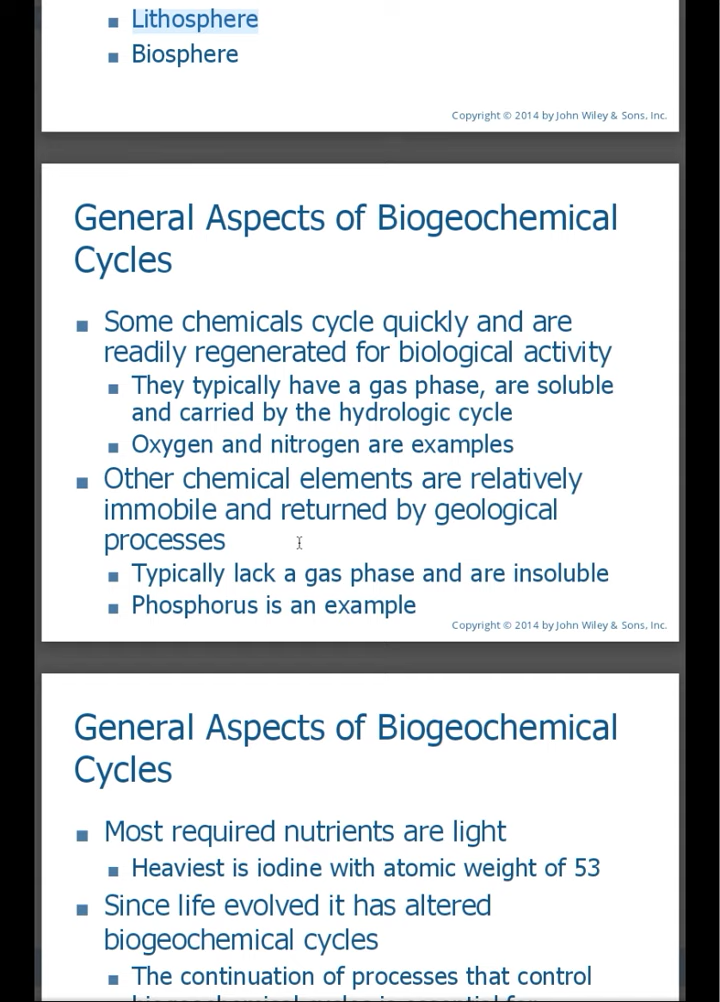 Lithosphere
Biosphere
Copyright © 2014 by John Wiley & Sons, Inc.
General Aspects of Biogeochemical
Cycles
Some chemicals cycle quickly and are
readily regenerated for biological activity
They typically have a gas phase, are soluble
and carried by the hydrologic cycle
Oxygen and nitrogen are examples
Other chemical elements are relatively
immobile and returned by geological
processes
Typically lack a gas phase and are insoluble
Phosphorus is an example
Copyright © 2014 by John Wiley & Sons, Inc.
General Aspects of Biogeochemical
Cycles
Most required nutrients are light
Heaviest is iodine with atomic weight of 53
Since life evolved it has altered
biogeochemical cycles
The continuation of processes that control